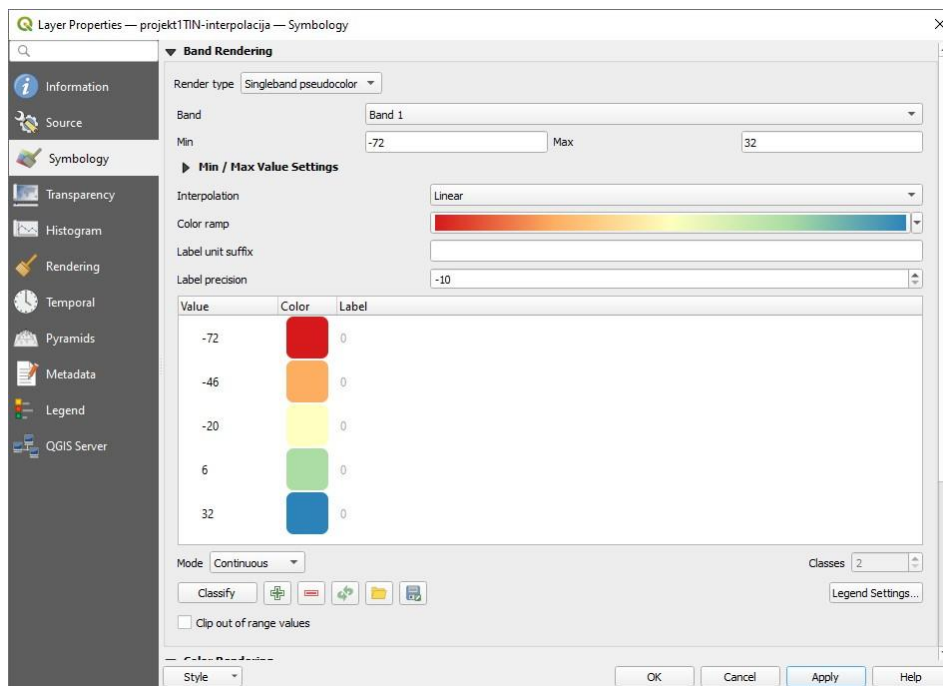 Layer Properties — projekt1TIN-interpolacija — Symbology
Information
Source
Symbology
Transparency
Histogram
Rendering
Temporal
Pyramids
Metadata
Legend
QGIS Server
Band Rendering
Render type Singleband pseudocolor
Band Band 1
Min -72 Max 32
Min / Max Value Settings
Interpolation Linear
Color ramp
Label unit suffix
Label precision -10
Value Color Label
-72 0
-46 0
-20 0
6 0
32 0
Mode Continuous Classes 2
Classify Legend Settings...
Clip out of range values
Color Rendering
Style OK Cancel Apply Help